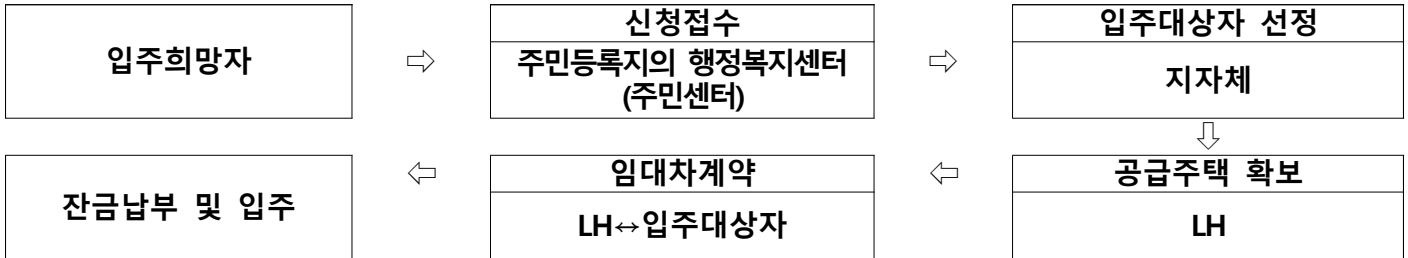 입주희망자
⇨
신청접수
주민등록지의 행정복지센터
(주민센터)
⇨
입주대상자 선정
지자체
⇩
공급주택 확보
LH
⇦
임대차계약
LH↔입주대상자
⇦
잔금납부 및 입주